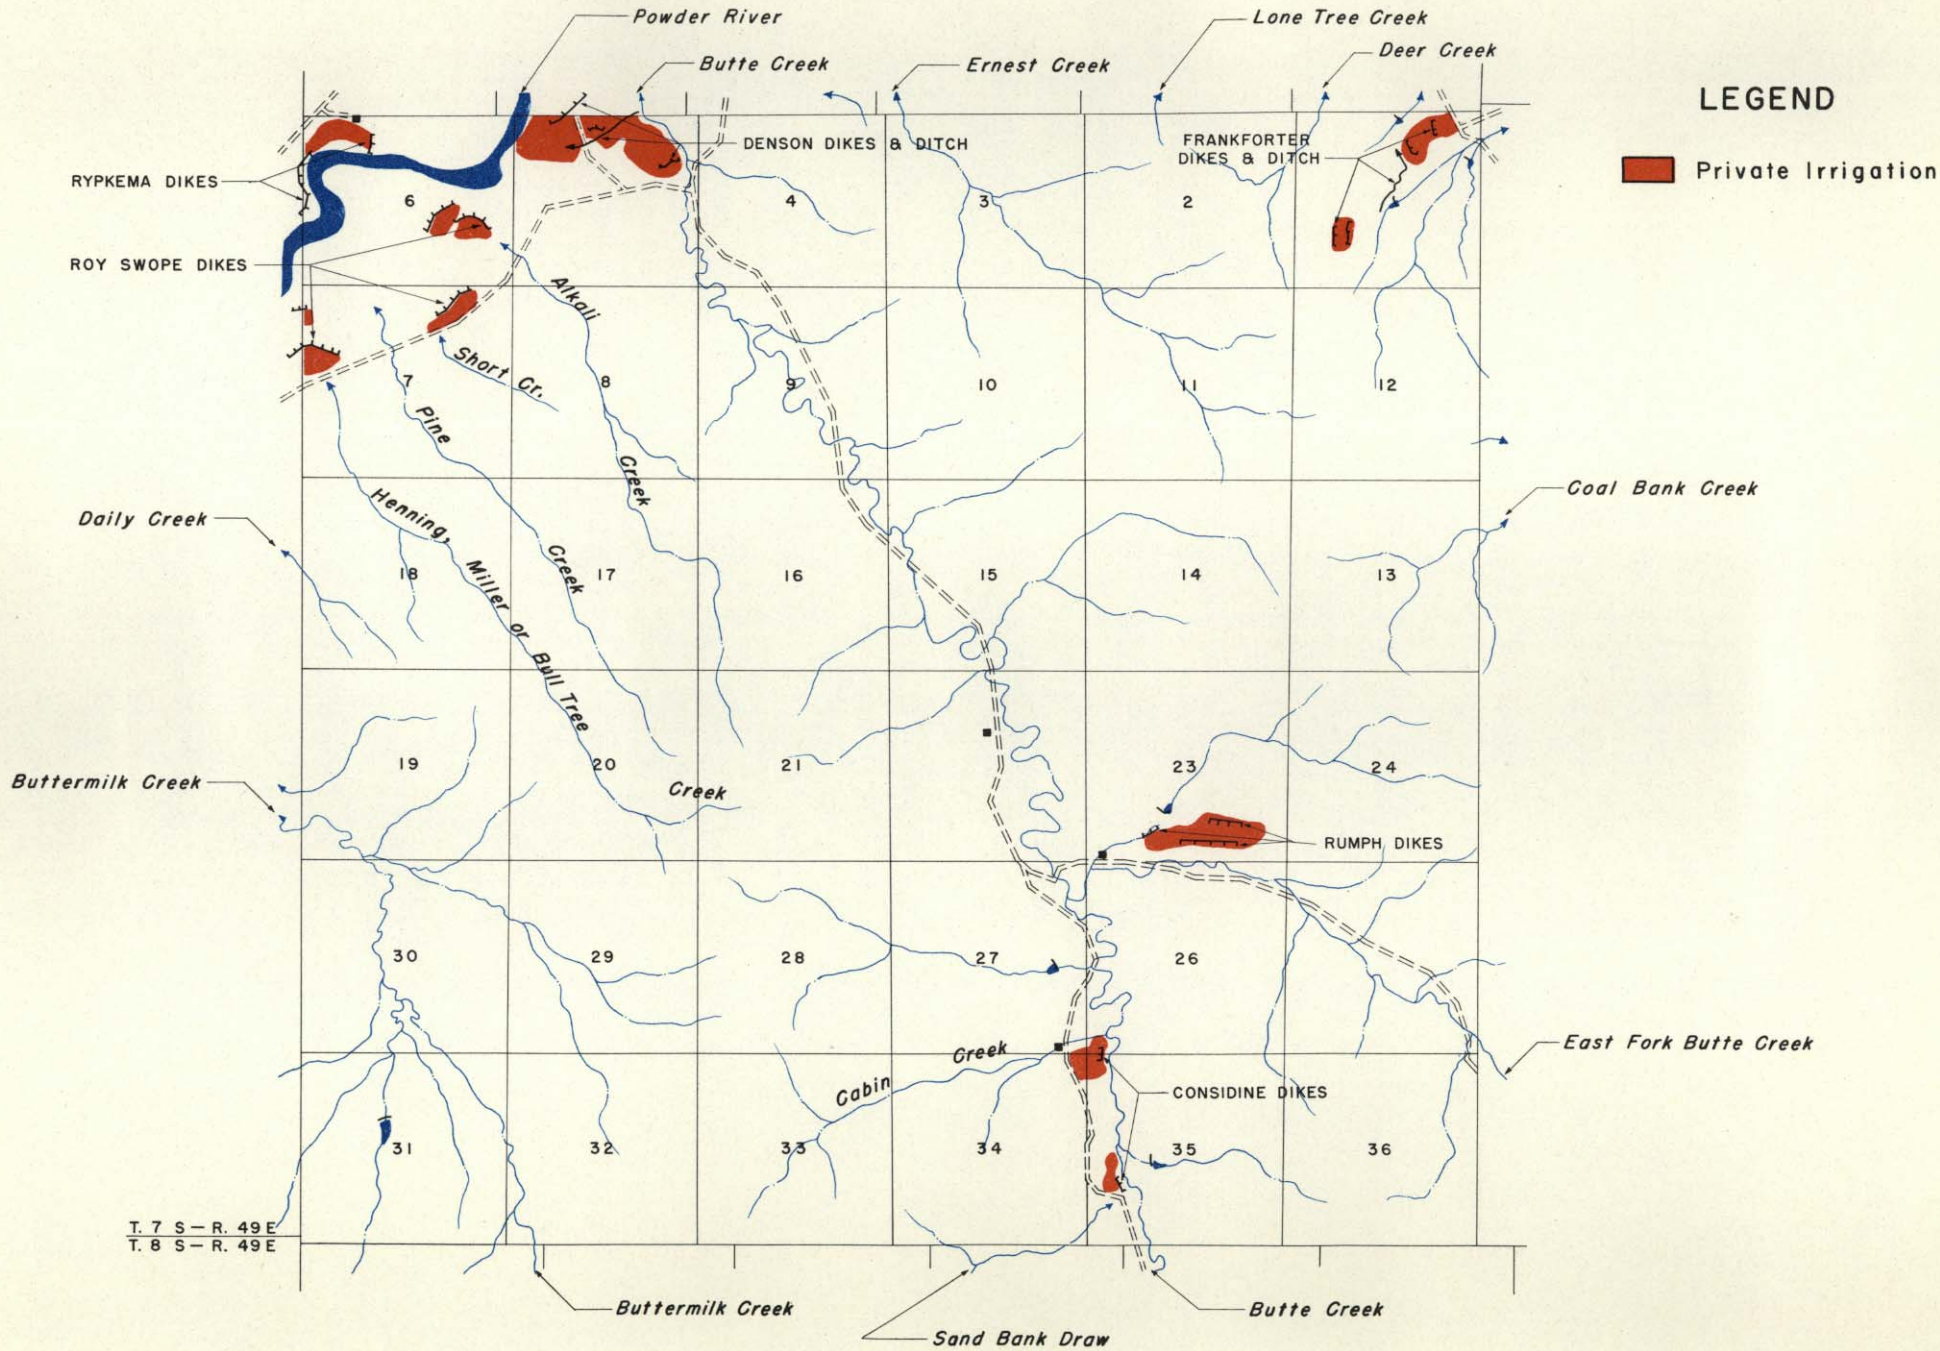 Powder River
Lone Tree Creek
Butte Creek
Ernest Creek
Deer Creek
LEGEND
Private Irrigation
DENSON DIKES & DITCH
FRANKFORTER
DIKES & DITCH
RYPKEMA DIKES
6
4
3
2
ROY SWOPE DIKES
Alkali
Creek
Short Cr.
7
8
9
10
11
12
Pine
Creek
Henning,
Miller or
Bull Tree
Creek
Daily Creek
Coal Bank Creek
18
17
16
15
14
13
19
20
21
23
24
Buttermilk Creek
RUMPH DIKES
30
29
28
27
26
Cabin
Creek
East Fork Butte Creek
CONSIDINE DIKES
31
32
33
34
35
36
T. 7 S — R. 49 E
T. 8 S — R. 49 E
Buttermilk Creek
Butte Creek
Sand Bank Draw